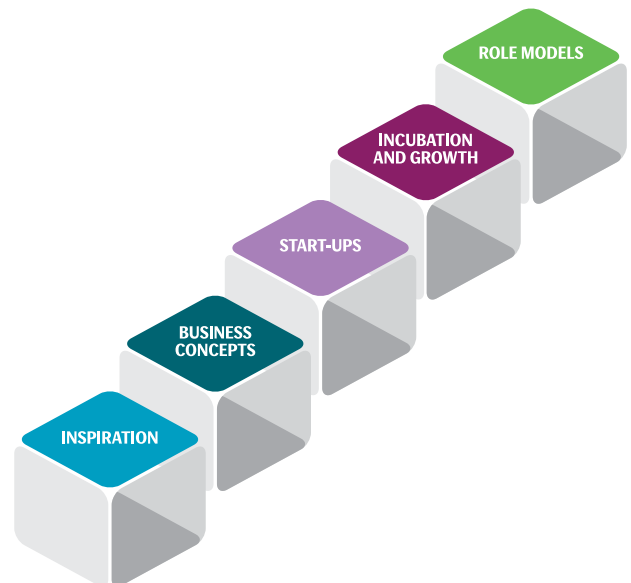 ROLE MODELS
INCUBATION
AND GROWTH
START-UPS
BUSINESS
CONCEPTS
INSPIRATION